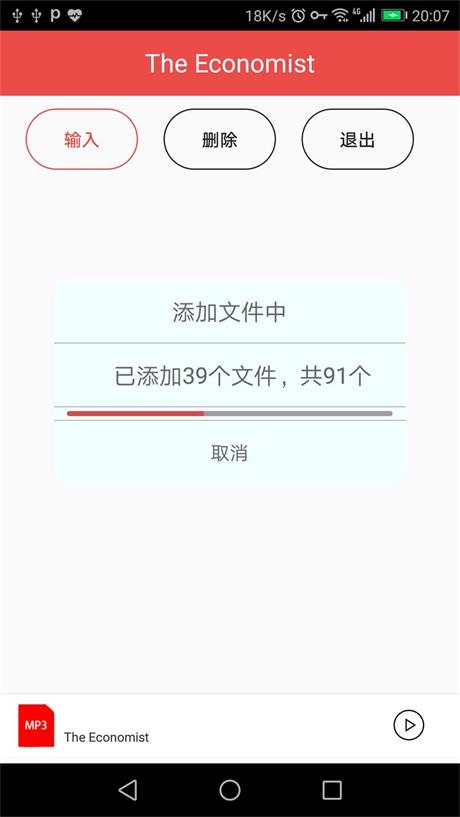 18K/s 4G 20:07
The Economist
输入 删除 退出
添加文件中
已添加39个文件，共91个
取消
MP3
The Economist